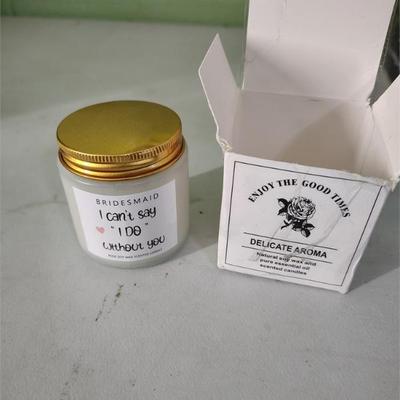 BRIDESMAID
I can't say
"I DO"
without you
ENJOY THE GOOD TIMES
DELICATE AROMA
Natural soy wax and
pure essential oil
scented candles